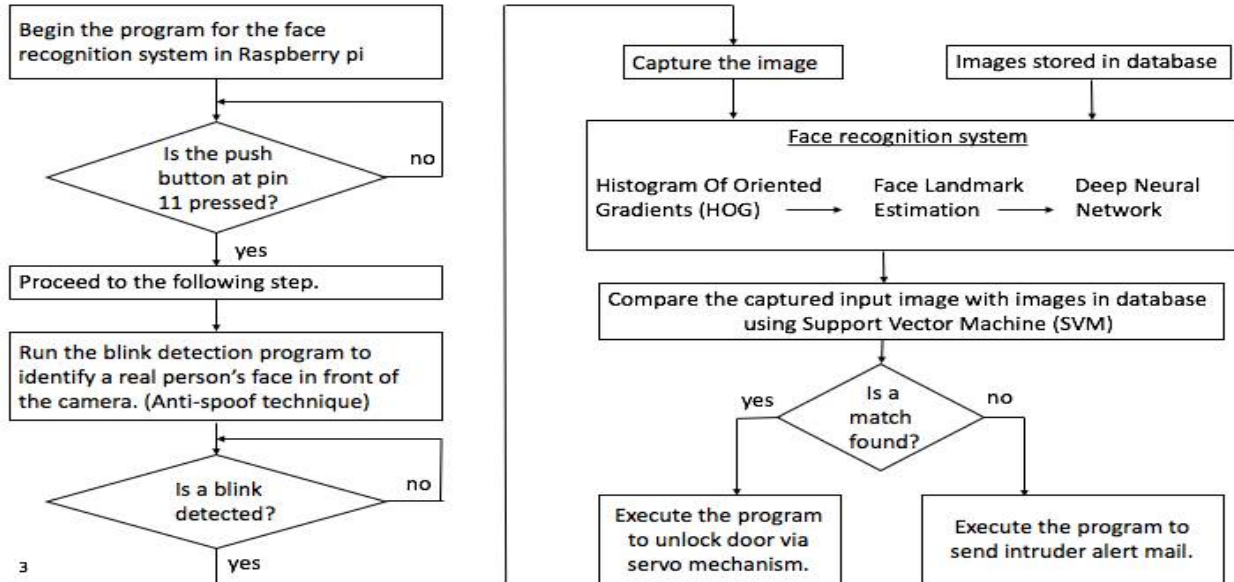 Begin the program for the face
recognition system in Raspberry pi
Is the push
button at pin
11 pressed?
no
yes
Proceed to the following step.
Run the blink detection program to
identify a real person’s face in front of
the camera. (Anti-spoof technique)
Is a blink
detected?
no
yes
3
Capture the image
Images stored in database
Face recognition system
Histogram Of Oriented
Gradients (HOG)
Face Landmark
Estimation
Deep Neural
Network
Compare the captured input image with images in database
using Support Vector Machine (SVM)
Is a
match
found?
yes
no
Execute the program
to unlock door via
servo mechanism.
Execute the program to
send intruder alert mail.